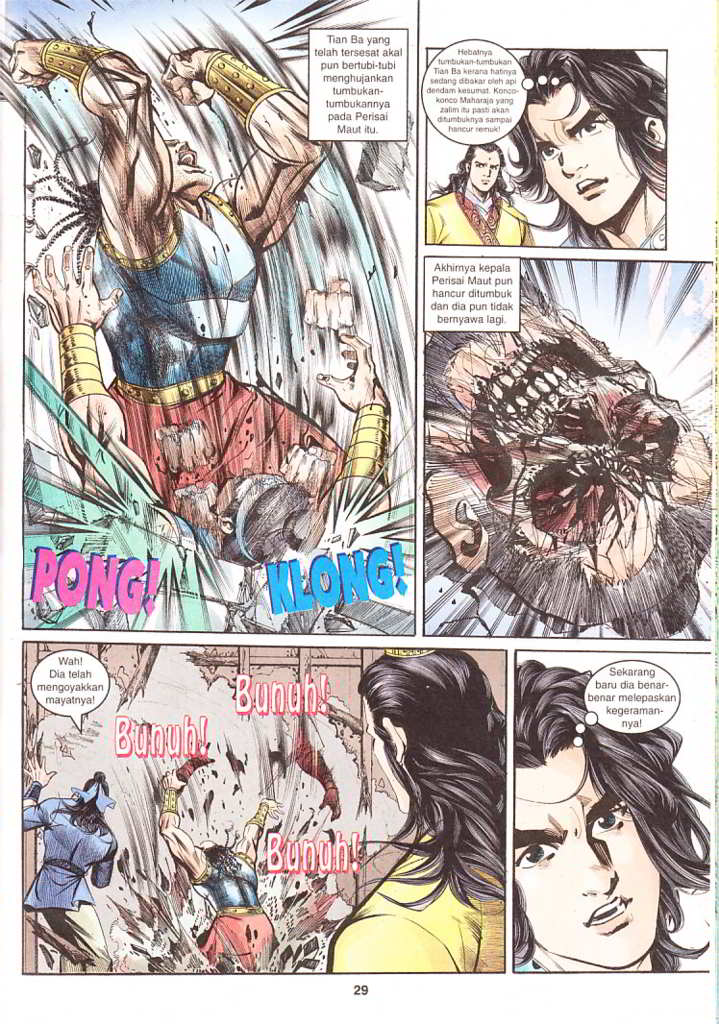 Tian Ba yang
telah tersesat akal
pun bertubi-tubi
menghujankan
tumbukan-
tumbukannya
pada Perisai
Maut itu.
PONG!
KLONG!
Hebatnya
tumbukan-tumbukan
Tian Ba kerana hatinya
sedang dibakar oleh api
dendam kesumat. Konco-
konco Maharaja yang
zalim itu pasti akan
ditumbuknya sampai
hancur remuk!
Akhirnya kepala
Perisai Maut pun
hancur ditumbuk
dan dia pun tidak
bernyawa lagi.
Wah!
Dia telah
mengoyakkan
mayatnya!
Bunuh!
Bunuh!
Bunuh!
Sekarang
baru dia benar-
benar melepaskan
kegeraman-
nya!
29